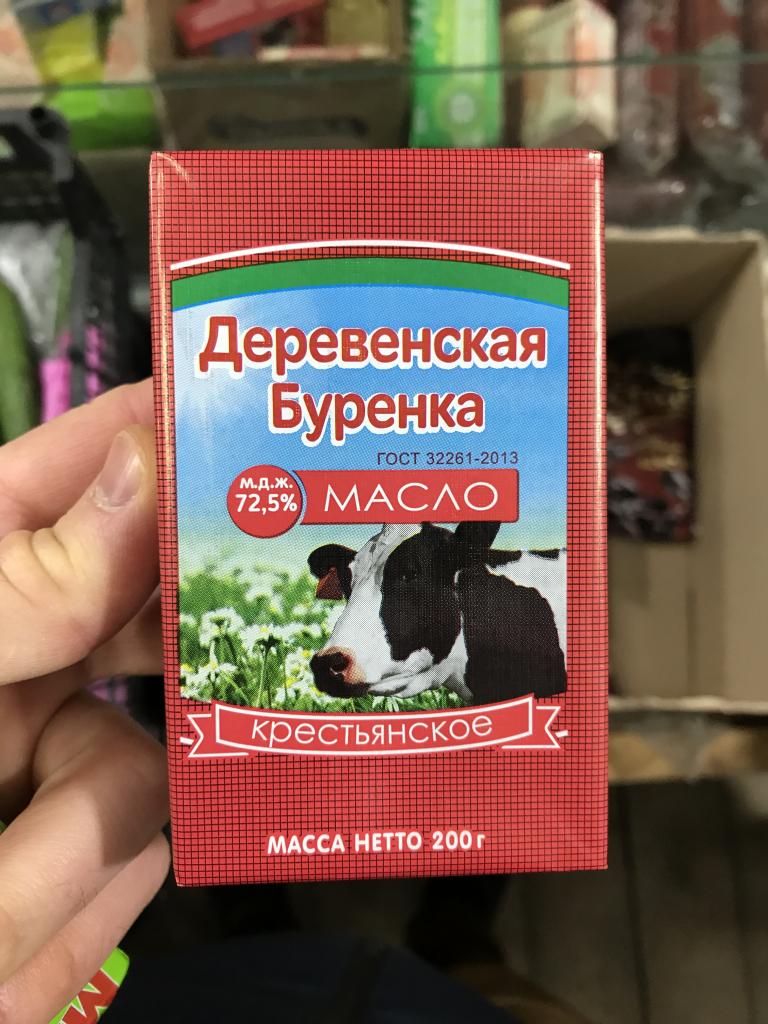 Деревенская
Буренка
ГОСТ 32261-2013
м.д.ж.
72,5%
МАСЛО
крестьянское
МАССА НЕТТО 200 г